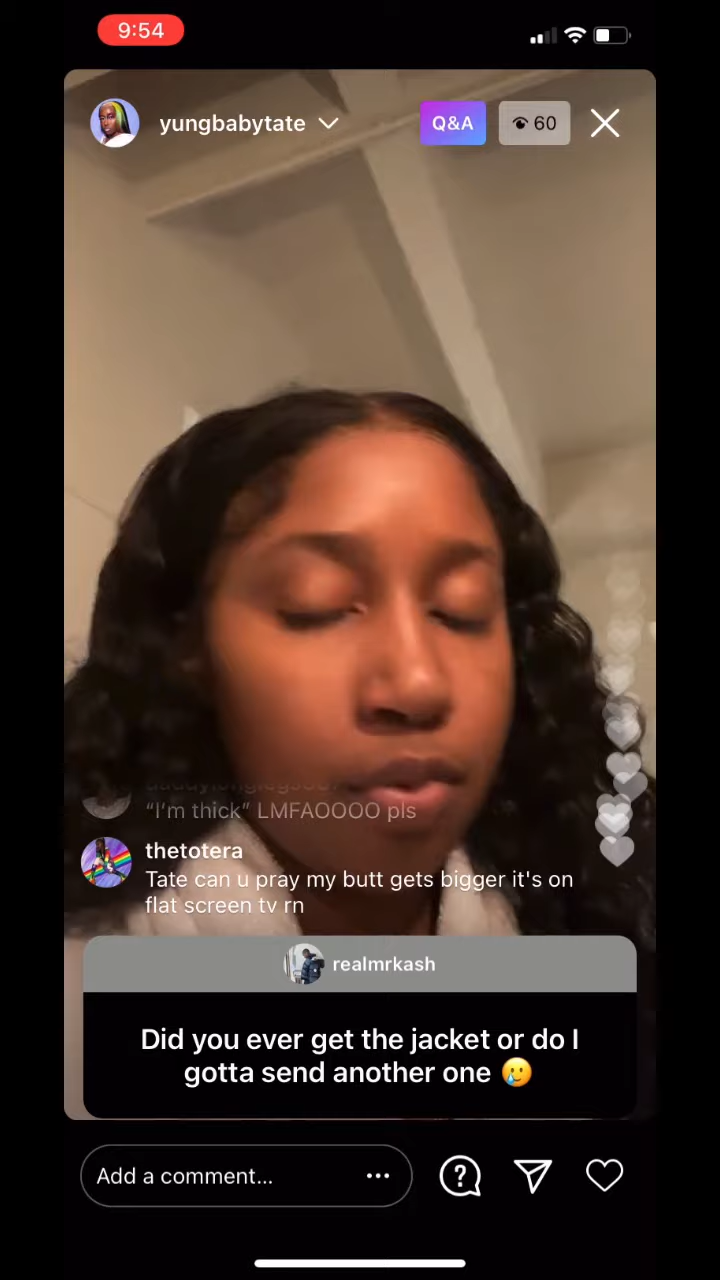 9:54
yungbabytate
Q&A
60
“I'm thick” LMFAOOOO pls
thetotera
Tate can u pray my butt gets bigger it's on
flat screen tv rn
realmrkash
Did you ever get the jacket or do I
gotta send another one 🥲
Add a comment...